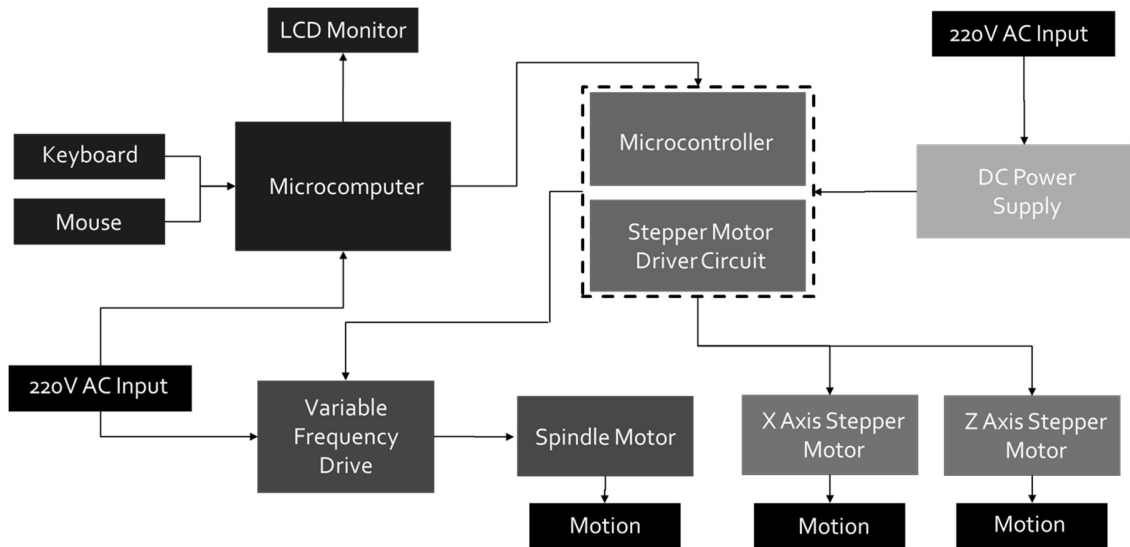 LCD Monitor
220V AC Input
Keyboard
Mouse
Microcomputer
Microcontroller
Stepper Motor
Driver Circuit
DC Power
Supply
220V AC Input
Variable
Frequency
Drive
Spindle Motor
X Axis Stepper
Motor
Z Axis Stepper
Motor
Motion
Motion
Motion